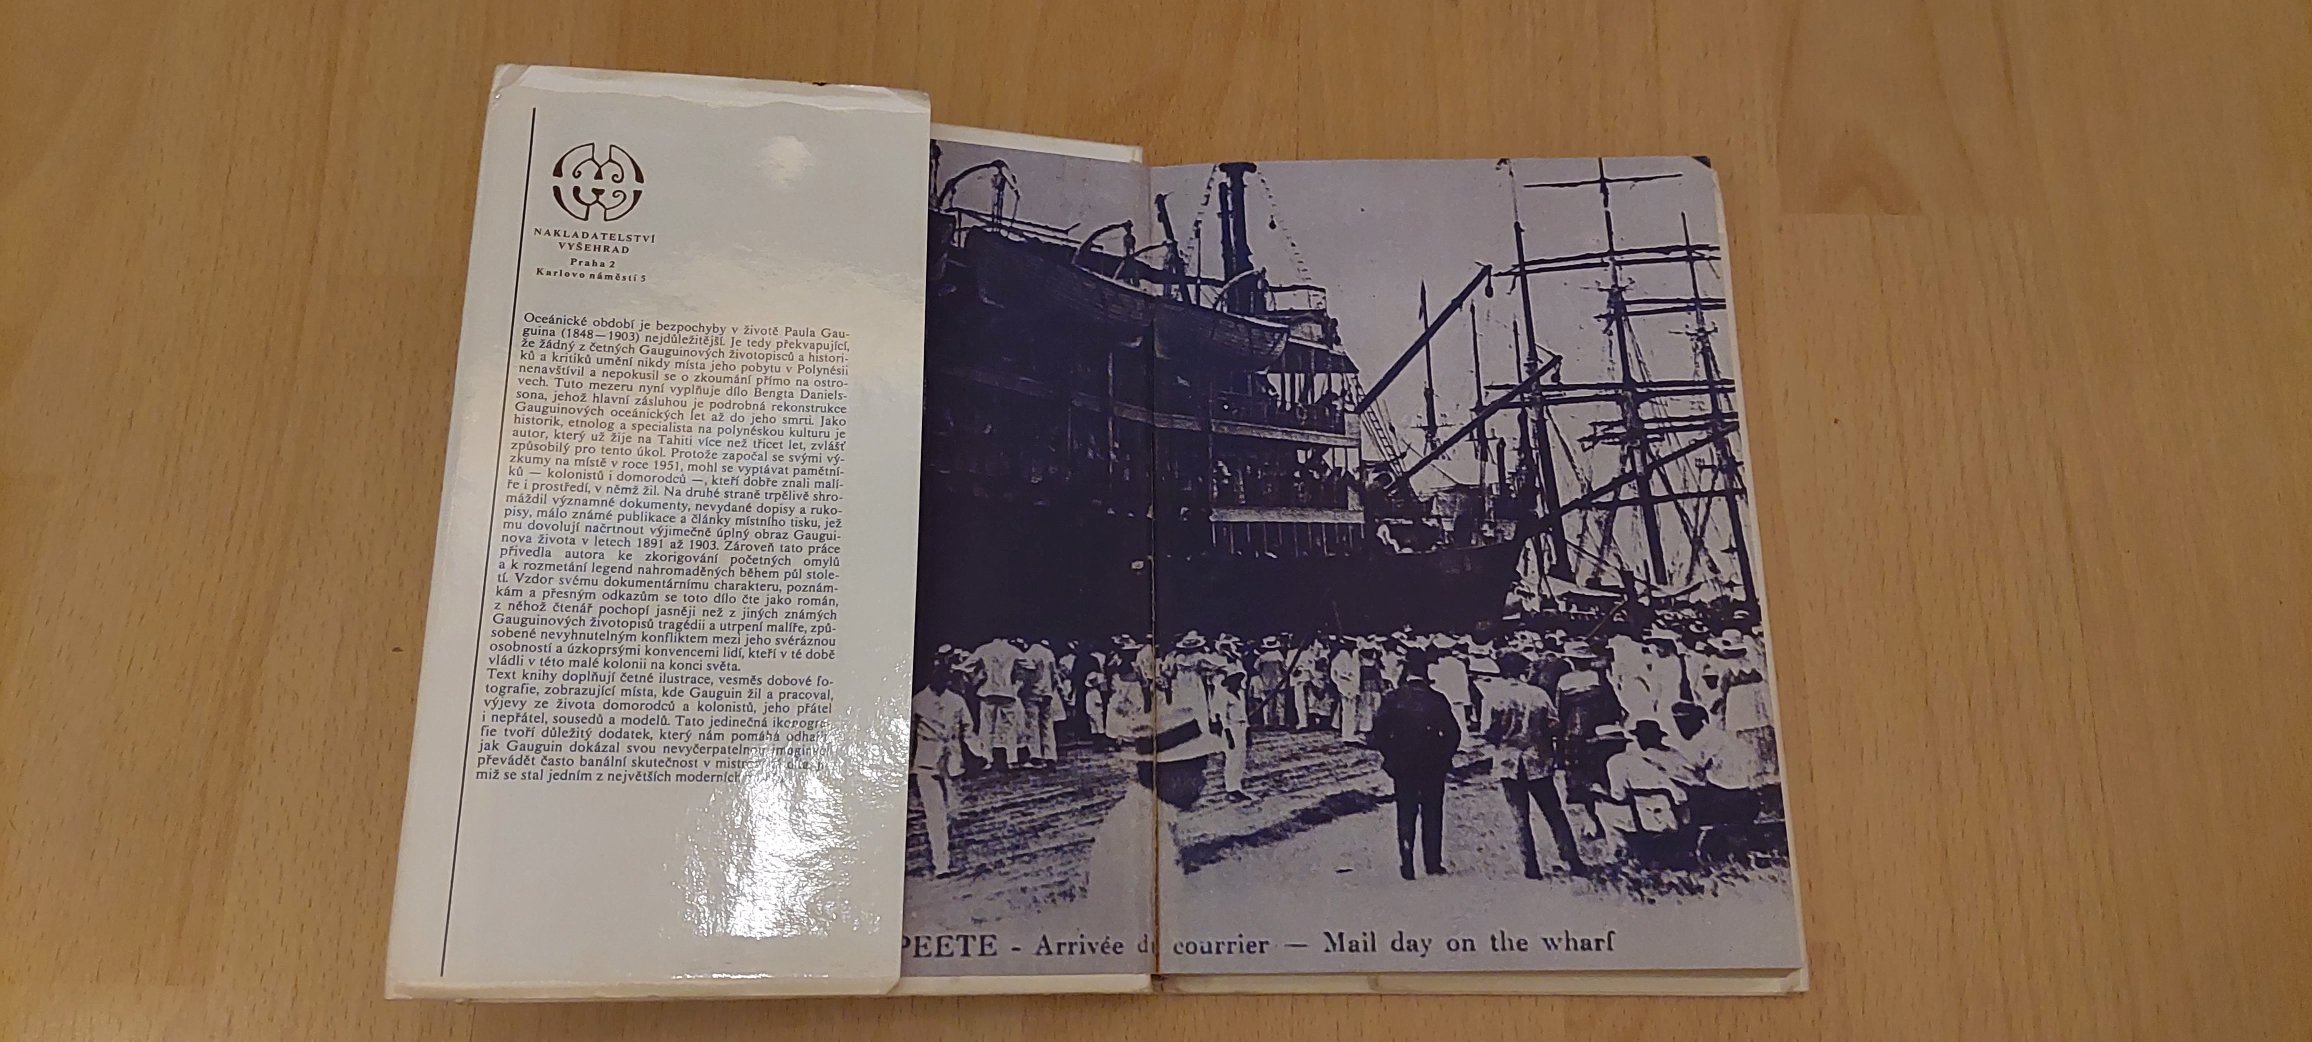 NAKLADATELSTVÍ
VYŠEHRAD
Praha 2
Karlovo náměstí 5
Oceánické období je bezpochyby v životě Paula Gau-
guina (1848—1903) nejdůležitější. Je tedy překvapující,
že žádný z četných Gauguinových životopisců a histori-
ků a kritiků umění nikdy místa jeho pobytu v Polynésii
nenavštívil a nepokusil se o zkoumání přímo na ostro-
vech. Tuto mezeru nyní vyplňuje dílo Bengta Daniels-
sona, jehož hlavní zásluhou je podrobná rekonstrukce
Gauguinových oceánických let až do jeho smrti. Jako
historik, etnolog a specialista na polynéskou kulturu je
autor, který už žije na Tahiti více než třicet let, zvlášť
způsobilý pro tento úkol. Protože započal se svými vý-
zkumy na místě v roce 1951, mohl se vyptávat pamětní-
ků — kolonistů i domorodců —, kteří dobře znali malí-
ře i prostředí, v němž žil. Na druhé straně trpělivě shro-
máždil významné dokumenty, nevydané dopisy a ruko-
pisy, málo známé publikace a články místního tisku, jež
mu dovolují načrtnout výjimečně úplný obraz Gaugui-
nova života v letech 1891 až 1903. Zároveň tato práce
přivedla autora ke zkorigování početných omylů
a k rozmetání legend nahromaděných během půl stole-
tí. Vzdor svému dokumentárnímu charakteru, poznám-
kám a přesným odkazům se toto dílo čte jako román,
z něhož čtenář pochopí jasněji než z jiných známých
Gauguinových životopisů tragédii a utrpení malíře, způ-
sobené nevyhnutelným konfliktem mezi jeho svéráznou
osobností a úzkoprsými konvencemi lidí, kteří v té době
vládli v této malé kolonii na konci světa.
Text knihy doplňují četné ilustrace, vesměs dobové fo-
tografie, zobrazující místa, kde Gauguin žil a pracoval,
výjevy ze života domorodců a kolonistů, jeho přátel
i nepřátel, sousedů a modelů. Tato jedinečná ikonogra-
fie tvoří důležitý dodatek, který nám pomáhá odhalit,
jak Gauguin dokázal svou nevyčerpatelnou imaginací
převádět často banální skutečnost v
miž se stal jedním z největších moderních
PEETE - Arrivée du courrier — Mail day on the wharf